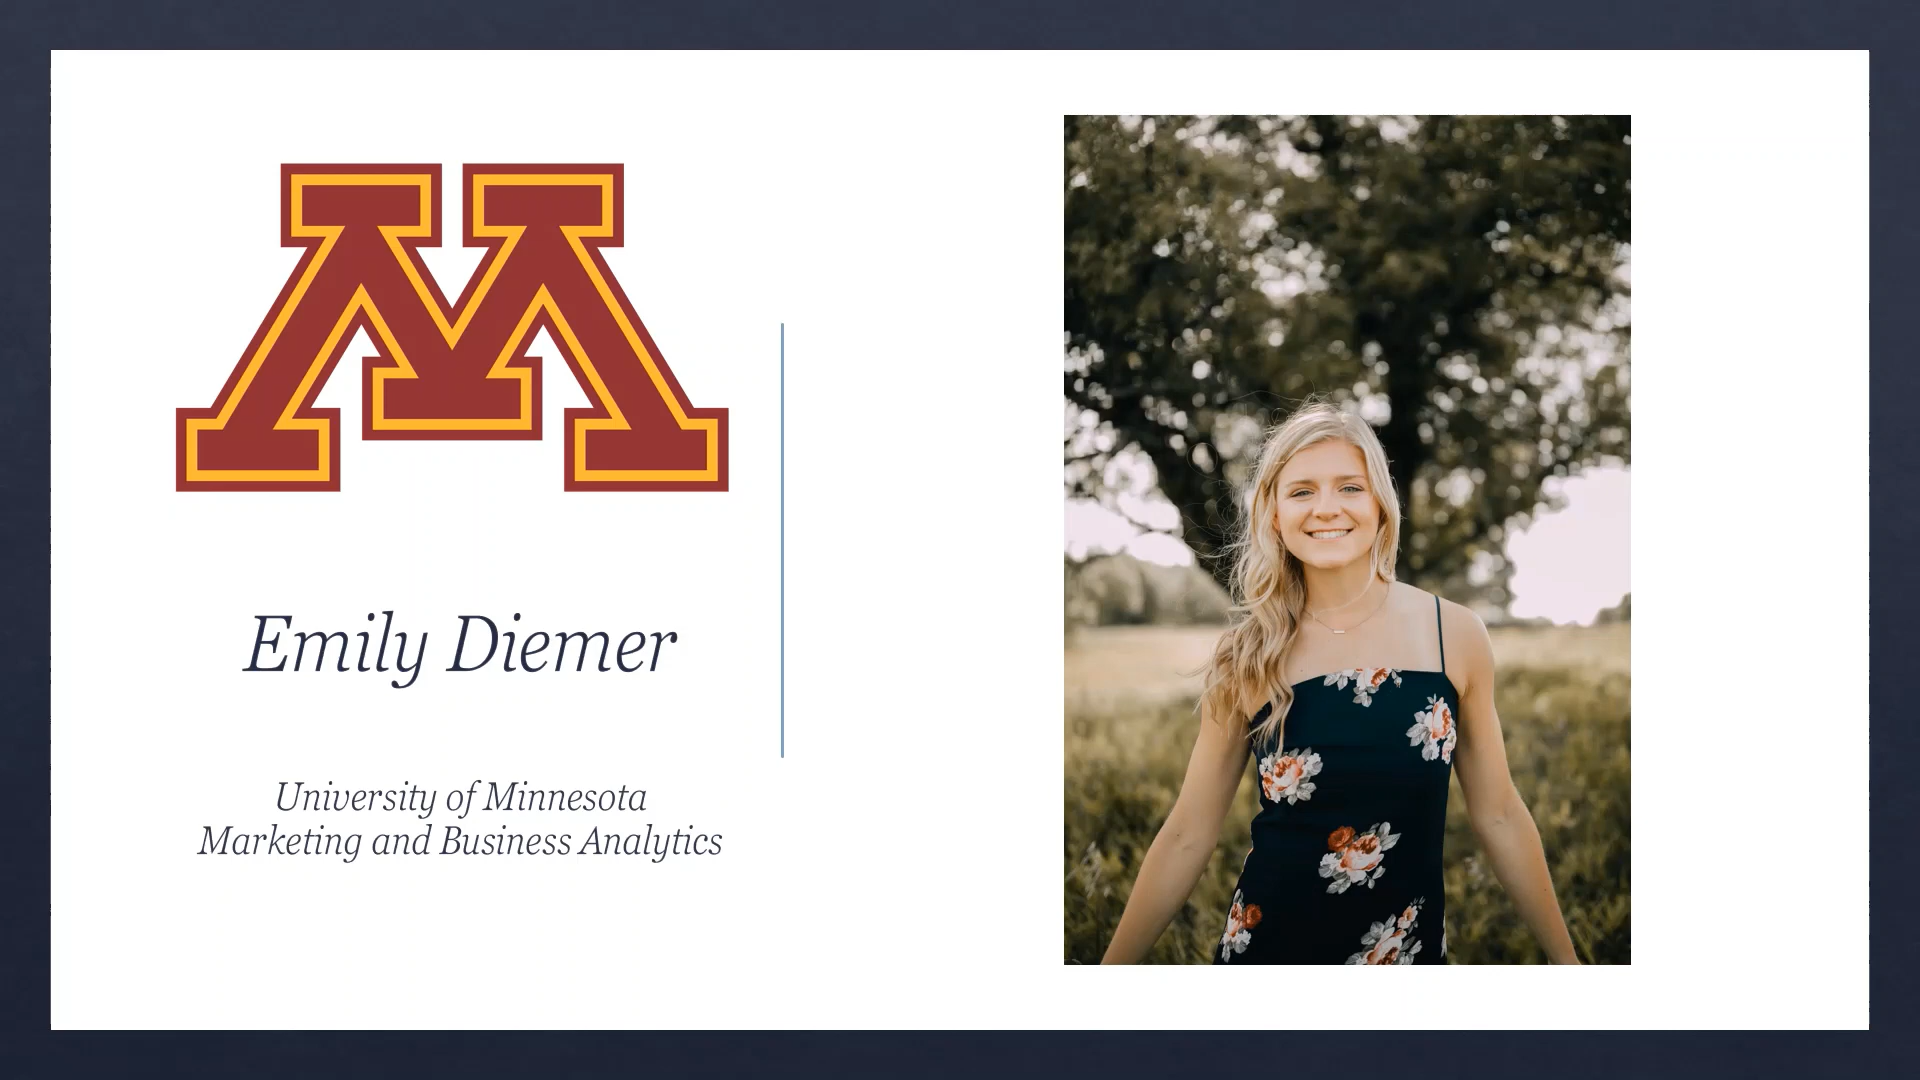 M
Emily Diemer
University of Minnesota
Marketing and Business Analytics